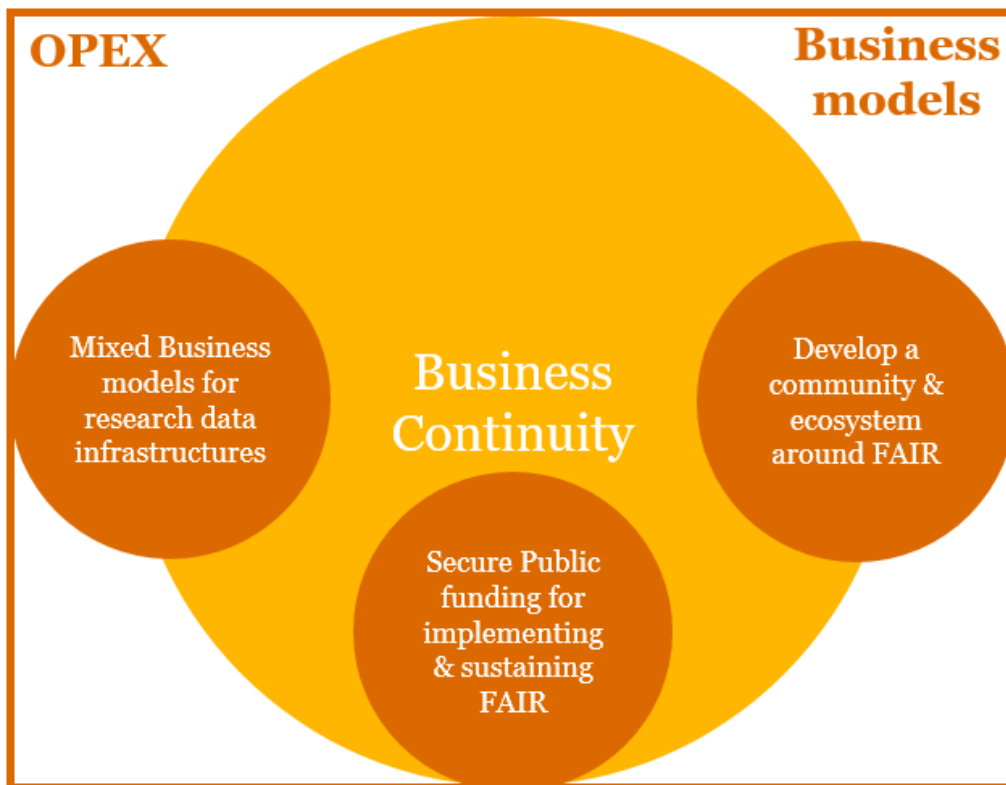 OPEX
Business
models
Mixed Business
models for
research data
infrastructures
Business
Continuity
Develop a
community &
ecosystem
around FAIR
Secure Public
funding for
implementing
& sustaining
FAIR